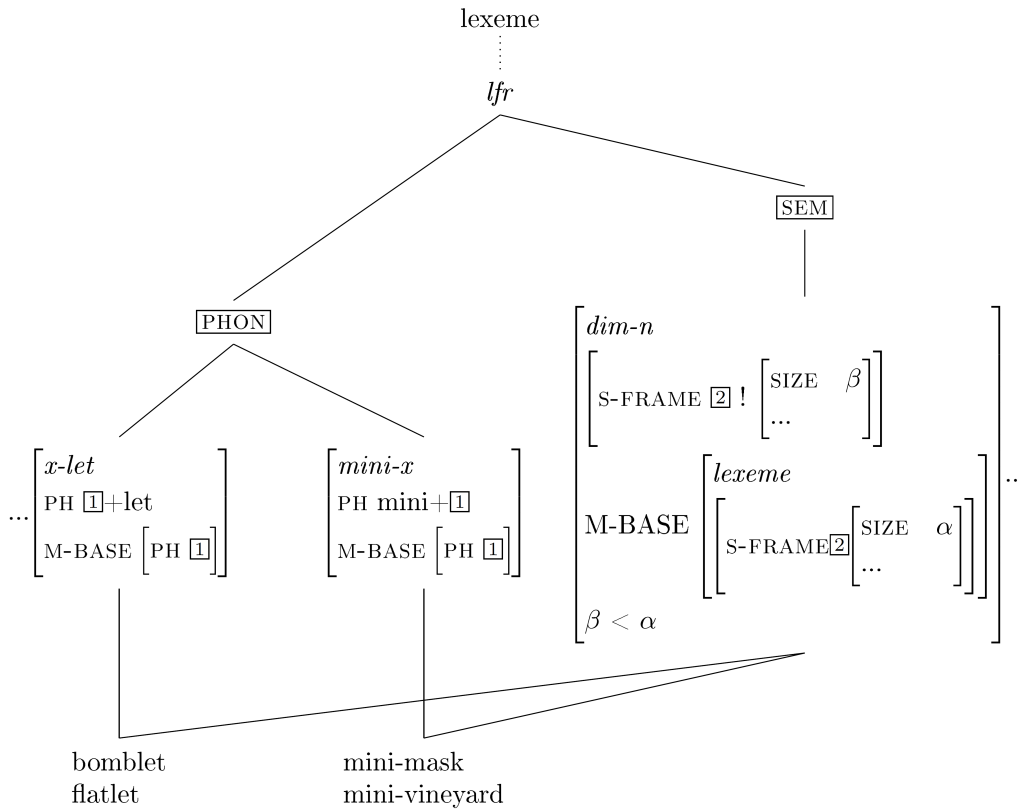 lexeme
lfr
SEM
PHON
dim-n
S-FRAME 2 ! SIZE β
...
x-let
PH 1+let
M-BASE PH 1
...
mini-x
PH mini+1
M-BASE PH 1
lexeme
M-BASE S-FRAME 2 SIZE α
...
β < α
..
bomblet
flatlet
mini-mask
mini-vineyard